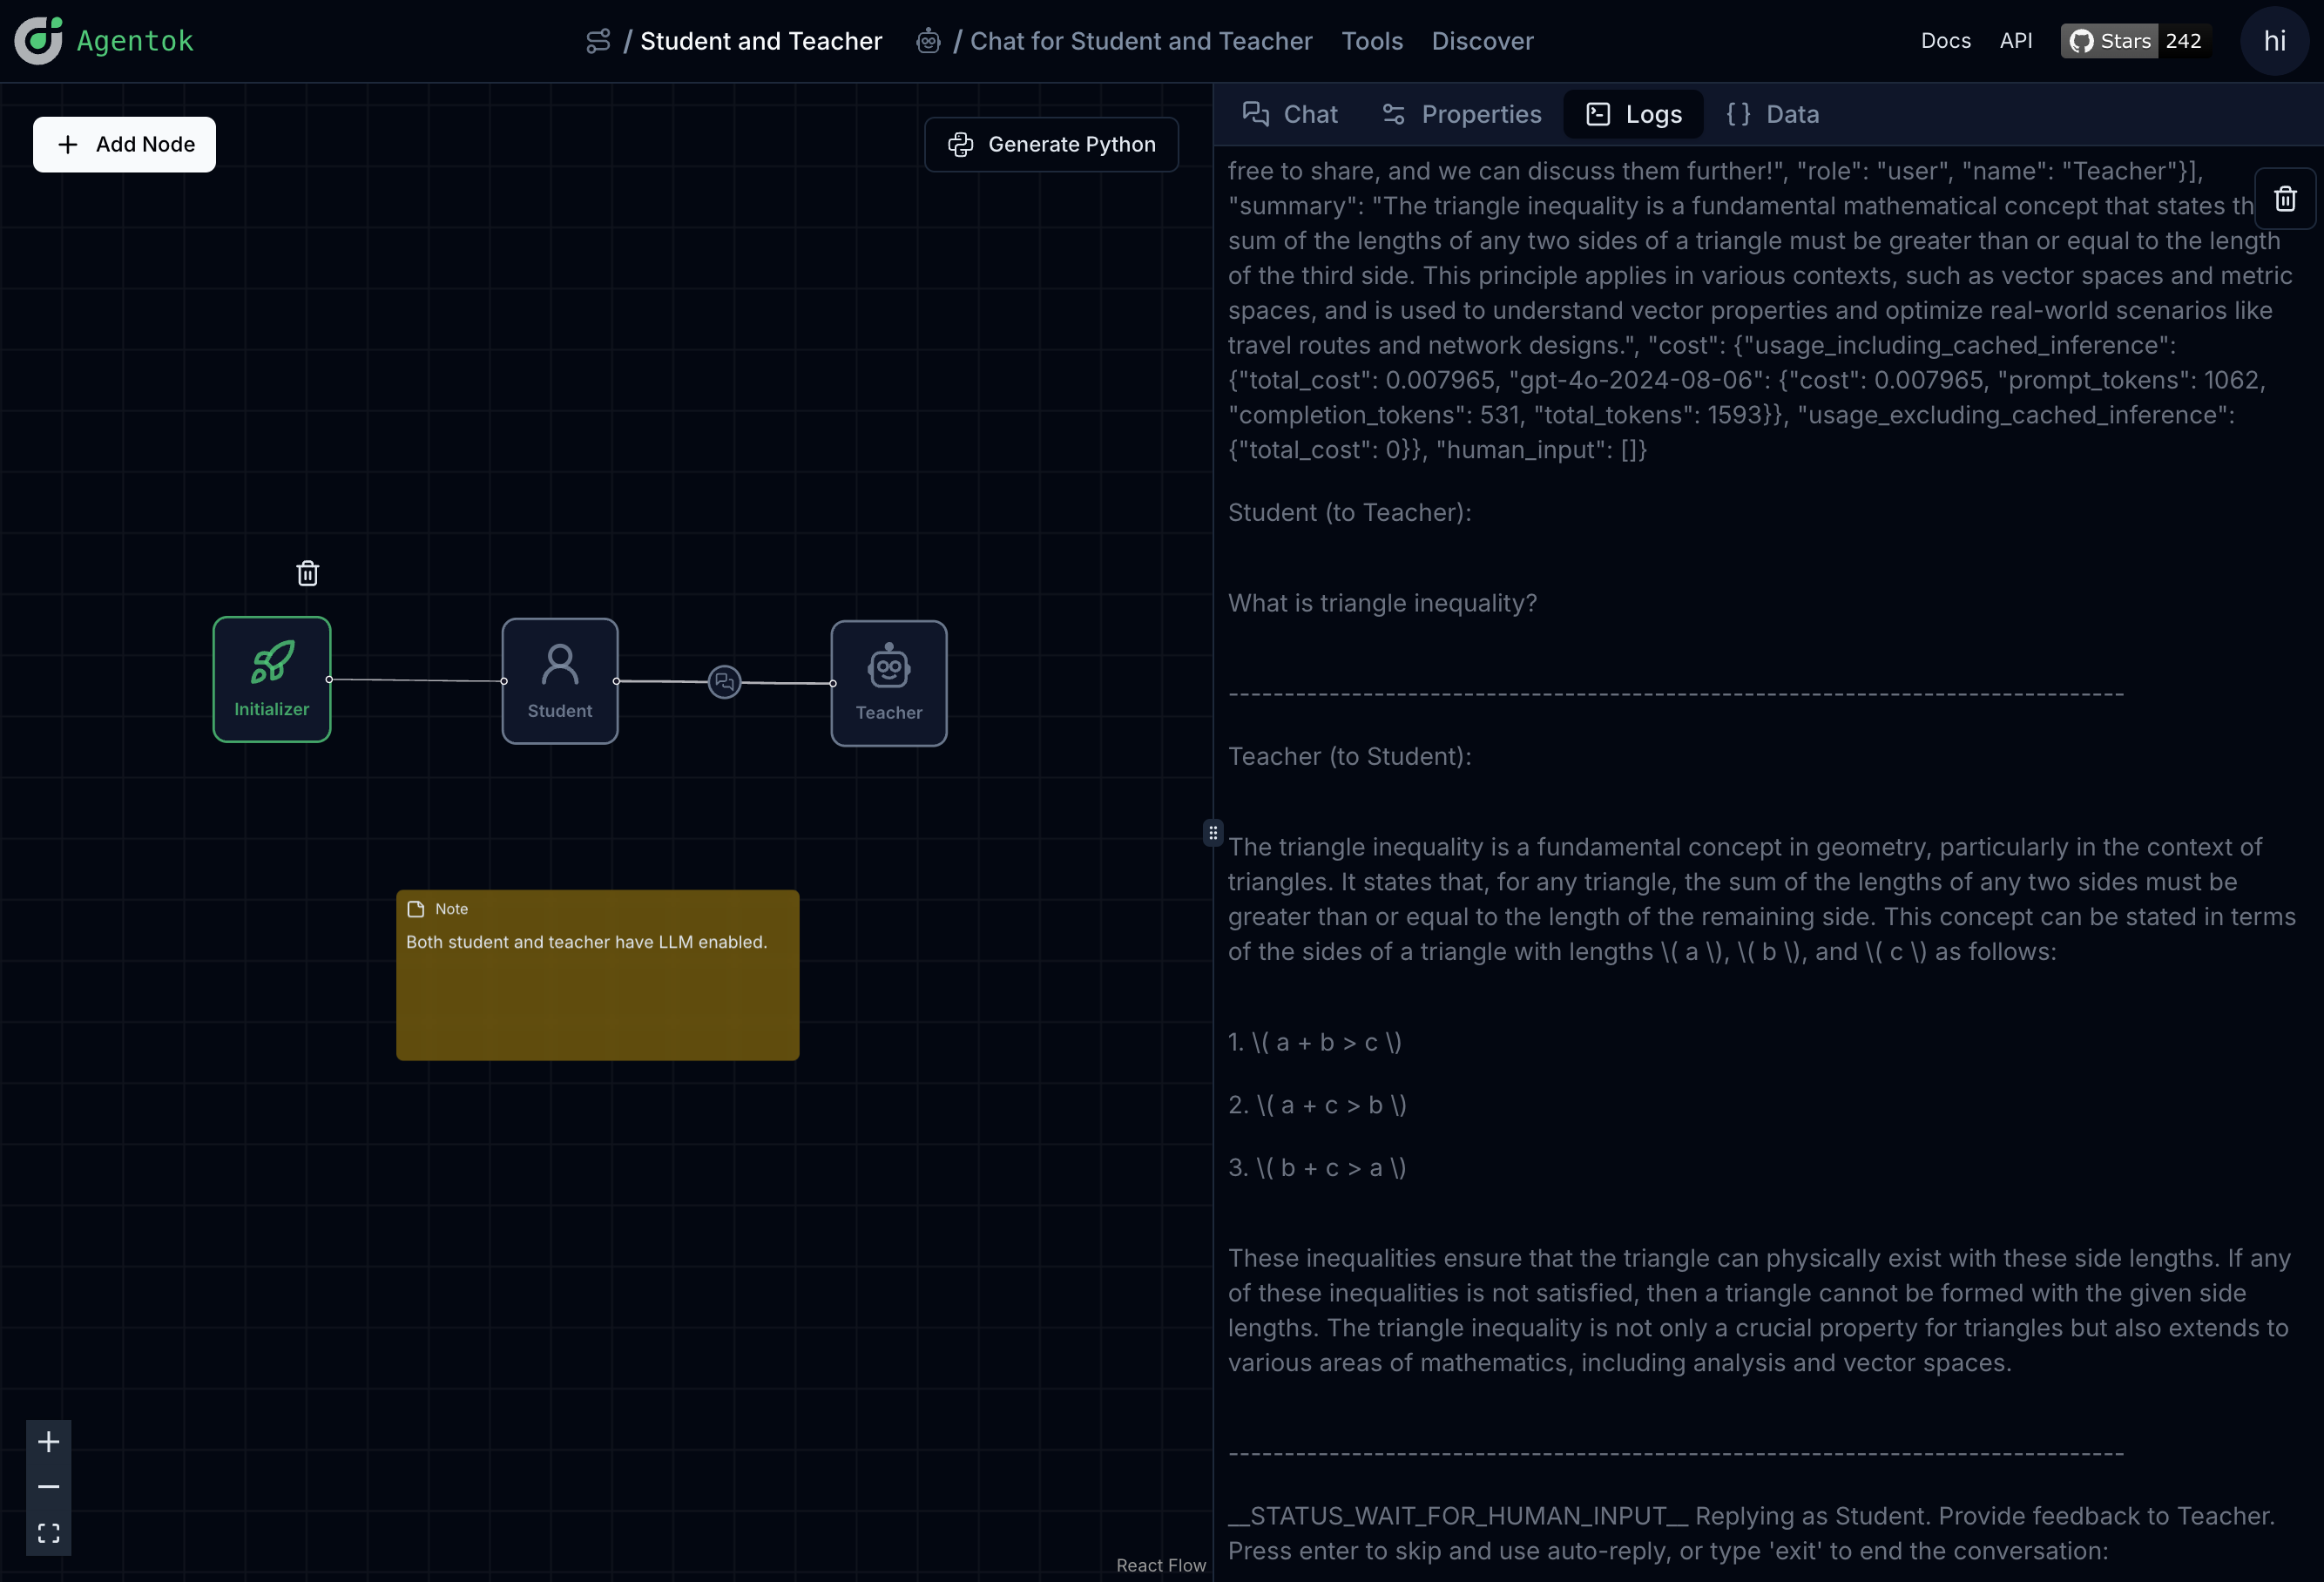 Agentok
/ Student and Teacher
/ Chat for Student and Teacher
Tools
Discover
Docs
API
Stars
242
hi
Add Node
Generate Python
Initializer
Student
Teacher
Note
Both student and teacher have LLM enabled.
React Flow
Chat
Properties
Logs
Data
free to share, and we can discuss them further!", "role": "user", "name": "Teacher"}],
"summary": "The triangle inequality is a fundamental mathematical concept that states
sum of the lengths of any two sides of a triangle must be greater than or equal to the length
of the third side. This principle applies in various contexts, such as vector spaces and metric
spaces, and is used to understand vector properties and optimize real-world scenarios like
travel routes and network designs.", "cost": {"usage_including_cached_inference":
{"total_cost": 0.007965, "gpt-4o-2024-08-06": {"cost": 0.007965, "prompt_tokens": 1062,
"completion_tokens": 531, "total_tokens": 1593}}, "usage_excluding_cached_inference":
{"total_cost": 0}}, "human_input": []}
Student (to Teacher):
What is triangle inequality?
--------------------------------------------------------------------------------
Teacher (to Student):
The triangle inequality is a fundamental concept in geometry, particularly in the context of
triangles. It states that, for any triangle, the sum of the lengths of any two sides must be
greater than or equal to the length of the remaining side. This concept can be stated in terms
of the sides of a triangle with lengths \( a \), \( b \), and \( c \) as follows:
1. \( a + b > c \)
2. \( a + c > b \)
3. \( b + c > a \)
These inequalities ensure that the triangle can physically exist with these side lengths. If any
of these inequalities is not satisfied, then a triangle cannot be formed with the given side
lengths. The triangle inequality is not only a crucial property for triangles but also extends to
various areas of mathematics, including analysis and vector spaces.
--------------------------------------------------------------------------------
__STATUS_WAIT_FOR_HUMAN_INPUT__ Replying as Student. Provide feedback to Teacher.
Press enter to skip and use auto-reply, or type 'exit' to end the conversation: